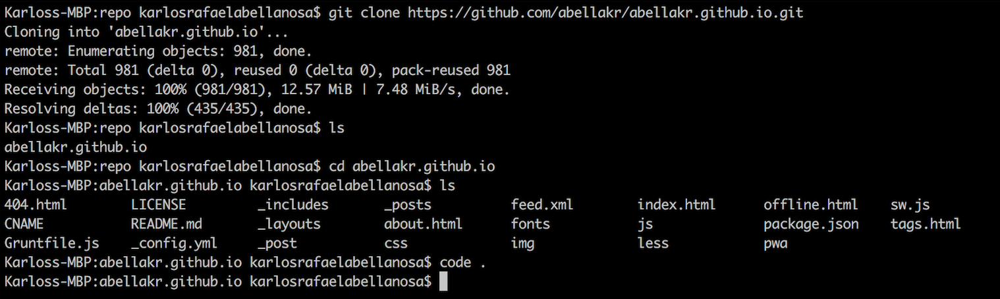 Karloss-MBP:repo karlosrafaelabellanosa$ git clone https://github.com/abellakr/abellakr.github.io.git
Cloning into 'abellakr.github.io'...
remote: Enumerating objects: 981, done.
remote: Total 981 (delta 0), reused 0 (delta 0), pack-reused 981
Receiving objects: 100% (981/981), 12.57 MiB | 7.48 MiB/s, done.
Resolving deltas: 100% (435/435), done.
Karloss-MBP:repo karlosrafaelabellanosa$ ls
abellakr.github.io
Karloss-MBP:repo karlosrafaelabellanosa$ cd abellakr.github.io
Karloss-MBP:abellakr.github.io karlosrafaelabellanosa$ ls
404.html        LICENSE         _includes       _posts          feed.xml        index.html      offline.html    sw.js
CNAME           README.md       _layouts        about.html      fonts           js              package.json    tags.html
Gruntfile.js    _config.yml     _post           css             img             less            pwa
Karloss-MBP:abellakr.github.io karlosrafaelabellanosa$ code .
Karloss-MBP:abellakr.github.io karlosrafaelabellanosa$